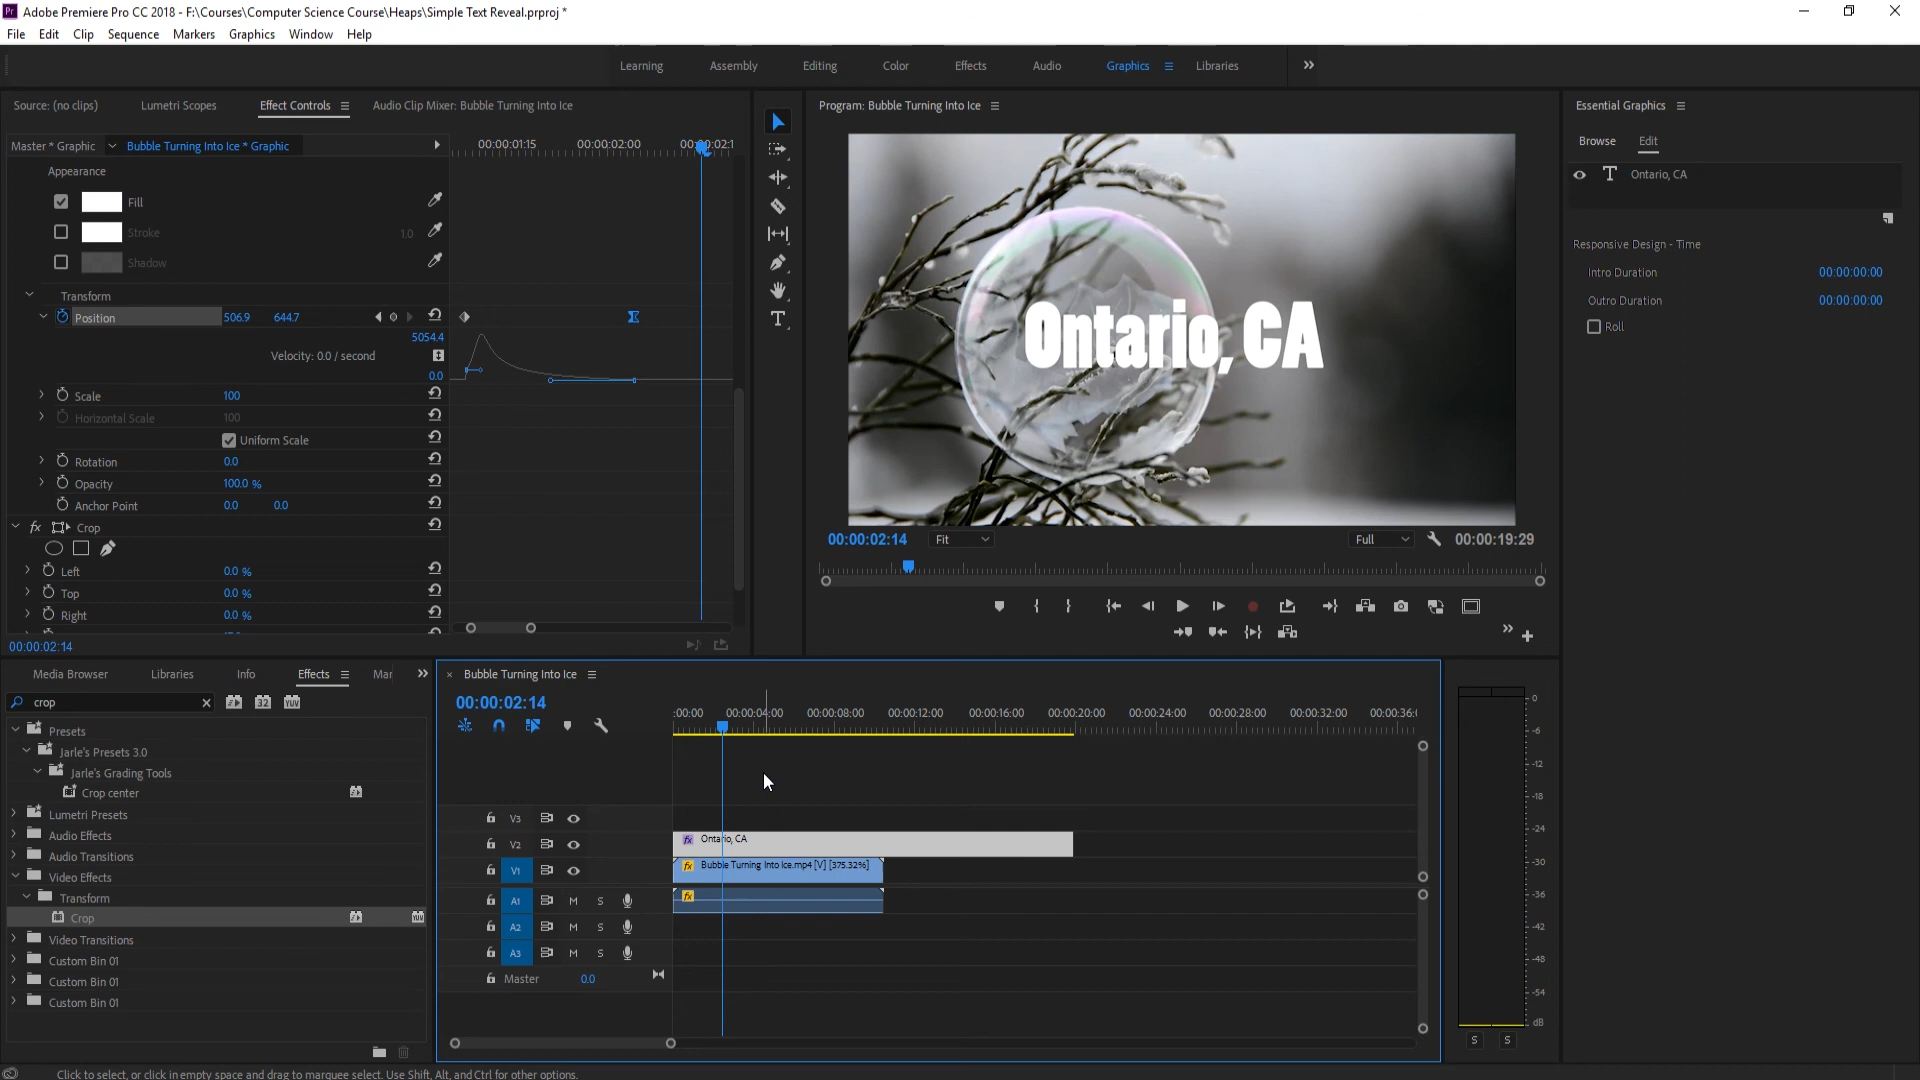 Adobe Premiere Pro CC 2018 - F:\Courses\Computer Science Course\Heaps\Simple Text Reveal.prproj *
File Edit Clip Sequence Markers Graphics Window Help
Learning Assembly Editing Color Effects Audio Graphics Libraries
Source: (no clips) Lumetri Scopes Effect Controls Audio Clip Mixer: Bubble Turning Into Ice
Program: Bubble Turning Into Ice
Essential Graphics
Master * Graphic Bubble Turning Into Ice * Graphic
00:00:01:15 00:00:02:00
Browse Edit
Appearance
Ontario, CA
Fill
Stroke 1.0
Shadow
Responsive Design - Time
Intro Duration 00:00:00:00
Outro Duration 00:00:00:00
Roll
Transform
Position 506.9 644.7
5054.4
Velocity: 0.0 / second
0.0
Ontario, CA
Scale 100
Horizontal Scale 100
Uniform Scale
Rotation 0.0
Opacity 100.0 %
Anchor Point 0.0 0.0
fx Crop
Left 0.0 %
Top 0.0 %
Right 0.0 %
00:00:02:14
00:00:02:14 Fit Full 00:00:19:29
Media Browser Libraries Info Effects Mar
crop
32 YUV
Presets
Jarle's Presets 3.0
Jarle's Grading Tools
Crop center
Lumetri Presets
Audio Effects
Audio Transitions
Video Effects
Transform
Crop
Video Transitions
Custom Bin 01
Custom Bin 01
Custom Bin 01
× Bubble Turning Into Ice
00:00:02:14
:00:00 00:00:04:00 00:00:08:00 00:00:12:00 00:00:16:00 00:00:20:00 00:00:24:00 00:00:28:00 00:00:32:00 00:00:36:0
V3
V2 fx Ontario, CA
V1 fx Bubble Turning Into Ice.mp4 [V] [375.32%]
A1 M S fx
A2 M S
A3 M S
Master 0.0
0
-6
-12
-18
-24
-30
-36
-42
-48
-54
dB
S S
Click to select, or click in empty space and drag to marquee select. Use Shift, Alt, and Ctrl for other options.